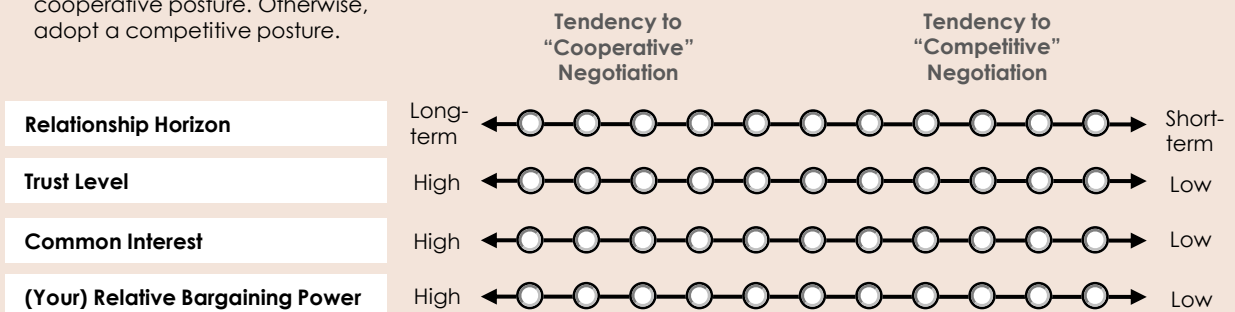 cooperative posture. Otherwise,
adopt a competitive posture.
Tendency to
“Cooperative”
Negotiation
Tendency to
“Competitive”
Negotiation
Relationship Horizon
Long-
term
Short-
term
Trust Level
High
Low
Common Interest
High
Low
(Your) Relative Bargaining Power
High
Low